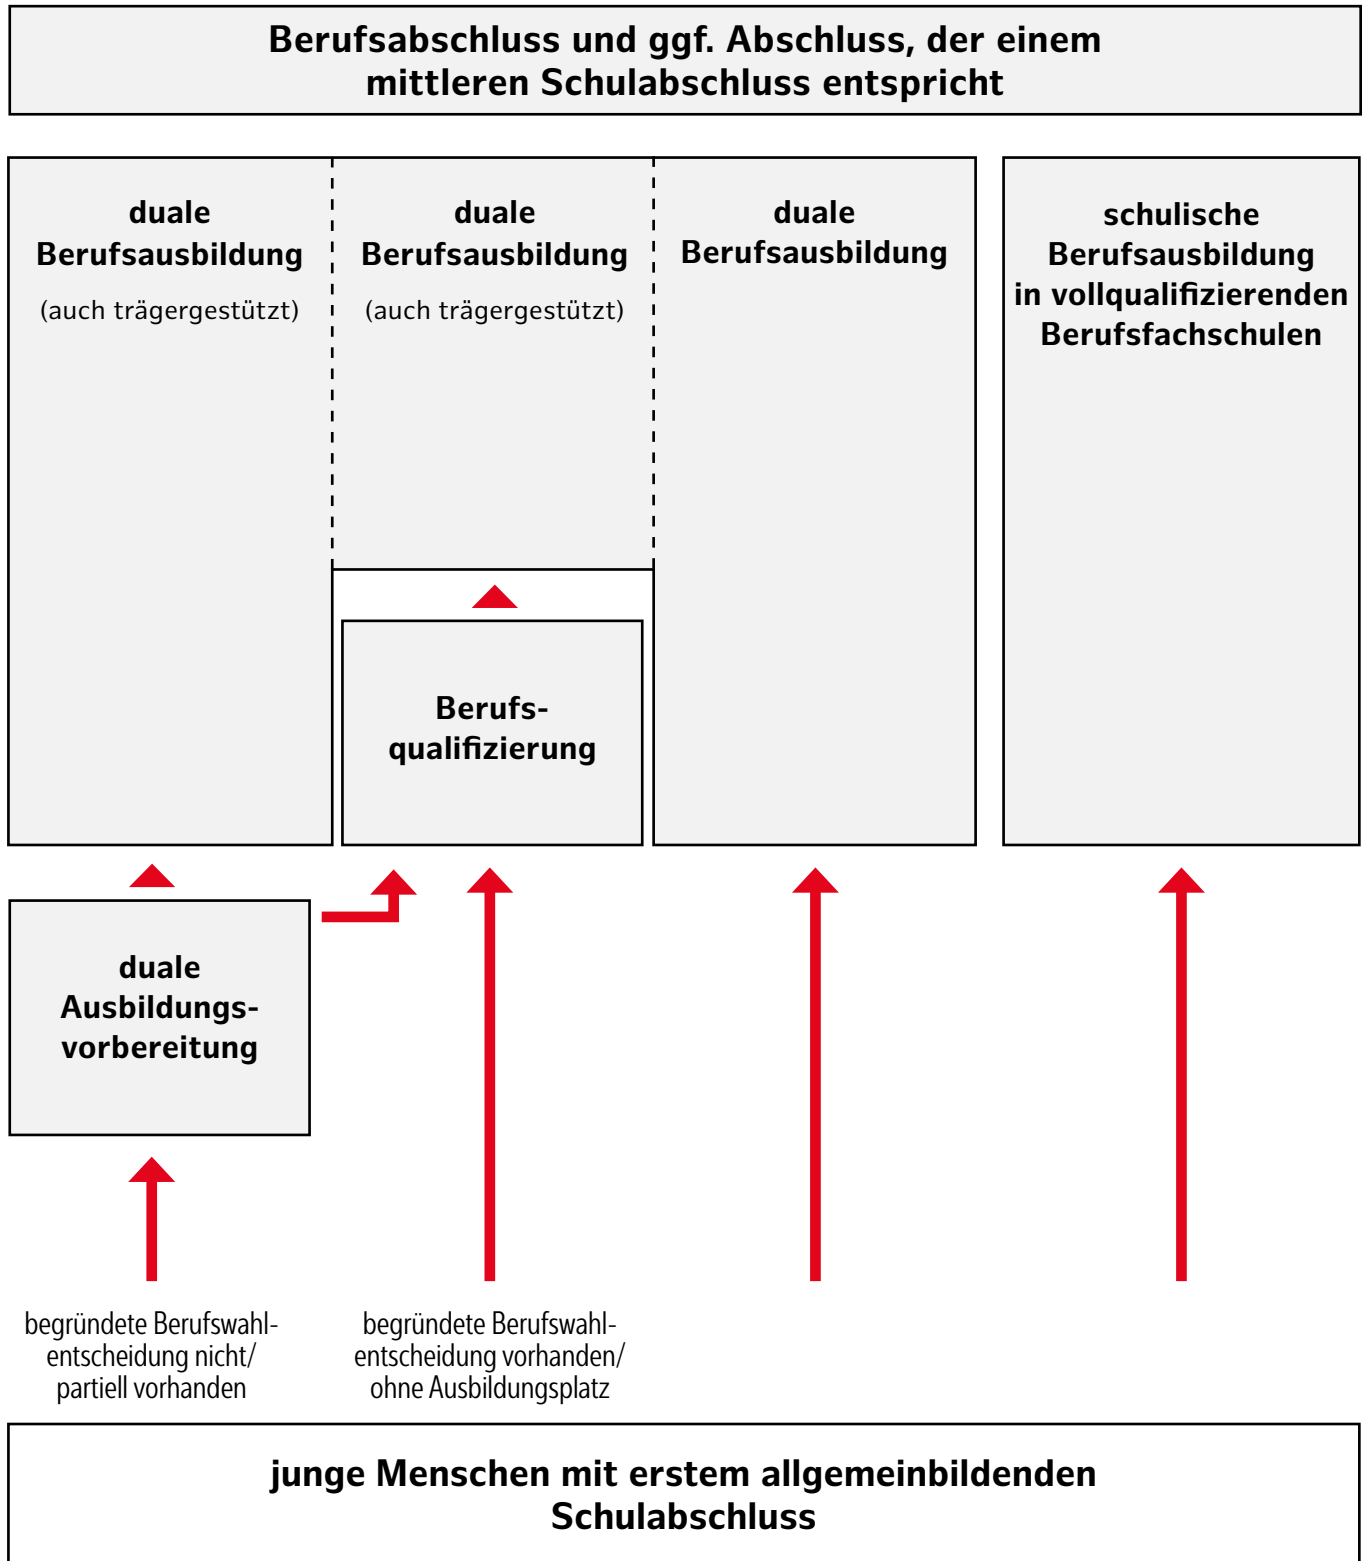 Berufsabschluss und ggf. Abschluss, der einem
mittleren Schulabschluss entspricht
duale
Berufsausbildung
(auch trägergestützt)
duale
Berufsausbildung
(auch trägergestützt)
duale
Berufsausbildung
schulische
Berufsausbildung
in vollqualifizierenden
Berufsfachschulen
Berufs-
qualifizierung
duale
Ausbildungs-
vorbereitung
begründete Berufswahl-
entscheidung nicht/
partiell vorhanden
begründete Berufswahl-
entscheidung vorhanden/
ohne Ausbildungsplatz
junge Menschen mit erstem allgemeinbildenden
Schulabschluss